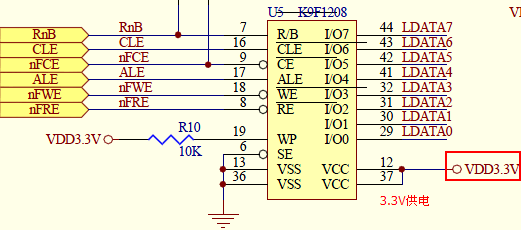 U5 K9F1208 V
RnB RnB 7 R/B I/O7 44 LDATA7
CLE CLE 16 CLE I/O6 43 LDATA6
nFCE nFCE 9 CE I/O5 42 LDATA5
ALE ALE 17 ALE I/O4 41 LDATA4
nFWE nFWE 18 WE I/O3 32 LDATA3
nFRE nFRE 8 RE I/O2 31 LDATA2
I/O1 30 LDATA1
VDD3.3V R10 10K 19 WP I/O0 29 LDATA0
6 SE
13 VSS VCC 12 VDD3.3V
36 VSS VCC 37
3.3V供电